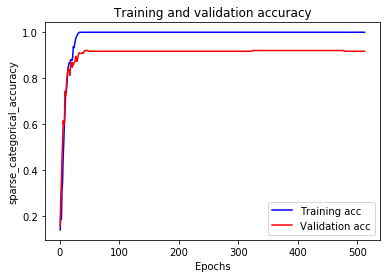 Training and validation accuracy
sparse_categorical_accuracy
1.0
0.8
0.6
0.4
0.2
0
100
200
300
400
500
Epochs
Training acc
Validation acc